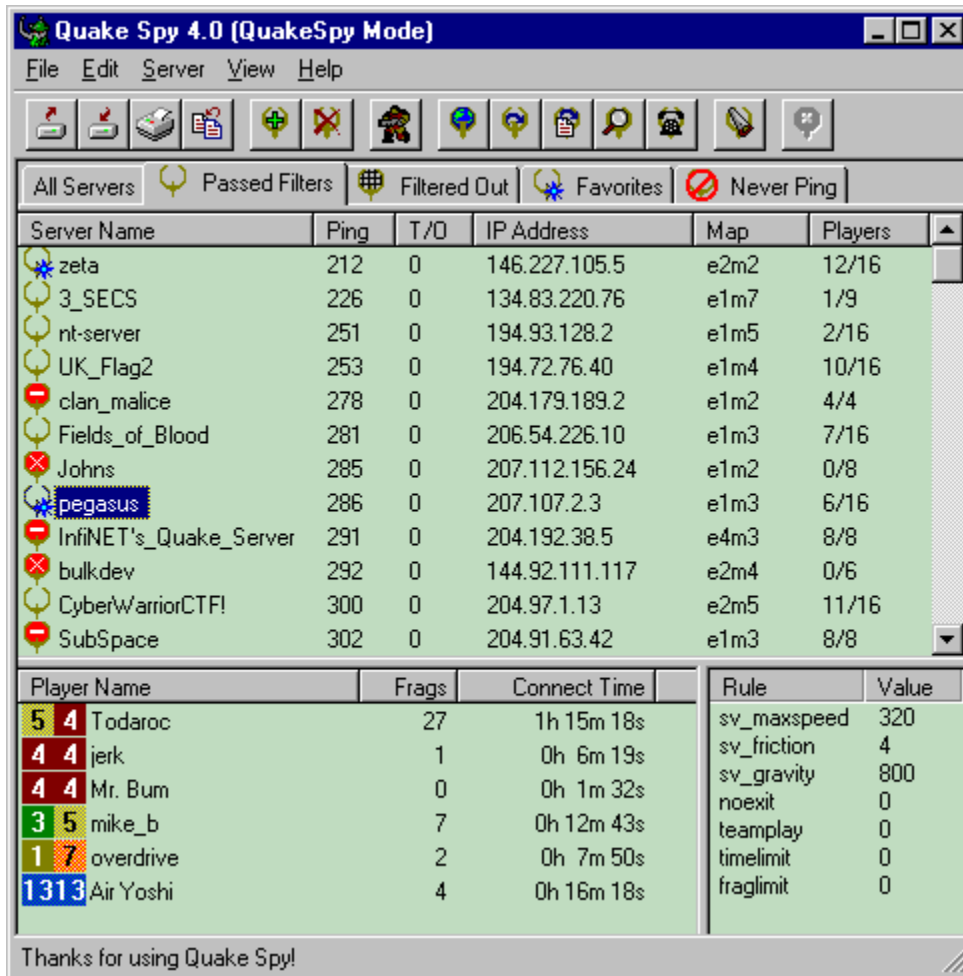 Quake Spy 4.0 (QuakeSpy Mode)
File Edit Server View Help
All Servers Passed Filters Filtered Out Favorites Never Ping
Server Name Ping T/O IP Address Map Players
zeta 212 0 146.227.105.5 e2m2 12/16
3_SECS 226 0 134.83.220.76 e1m7 1/9
nt-server 251 0 194.93.128.2 e1m5 2/16
UK_Flag2 253 0 194.72.76.40 e1m4 10/16
clan_malice 278 0 204.179.189.2 e1m2 4/4
Fields_of_Blood 281 0 206.54.226.10 e1m3 7/16
Johns 285 0 207.112.156.24 e1m2 0/8
pegasus 286 0 207.107.2.3 e1m3 6/16
InfiNET's_Quake_Server 291 0 204.192.38.5 e4m3 8/8
bulkdev 292 0 144.92.111.117 e2m4 0/6
CyberWarriorCTF! 300 0 204.97.1.13 e2m5 11/16
SubSpace 302 0 204.91.63.42 e1m3 8/8
Player Name Frags Connect Time
5 4 Todaroc 27 1h 15m 18s
4 4 jerk 1 0h 6m 19s
4 4 Mr. Bum 0 0h 1m 32s
3 5 mike_b 7 0h 12m 43s
1 7 overdrive 2 0h 7m 50s
13 13 Air Yoshi 4 0h 16m 18s
Rule Value
sv_maxspeed 320
sv_friction 4
sv_gravity 800
noexit 0
teamplay 0
timelimit 0
fraglimit 0
Thanks for using Quake Spy!